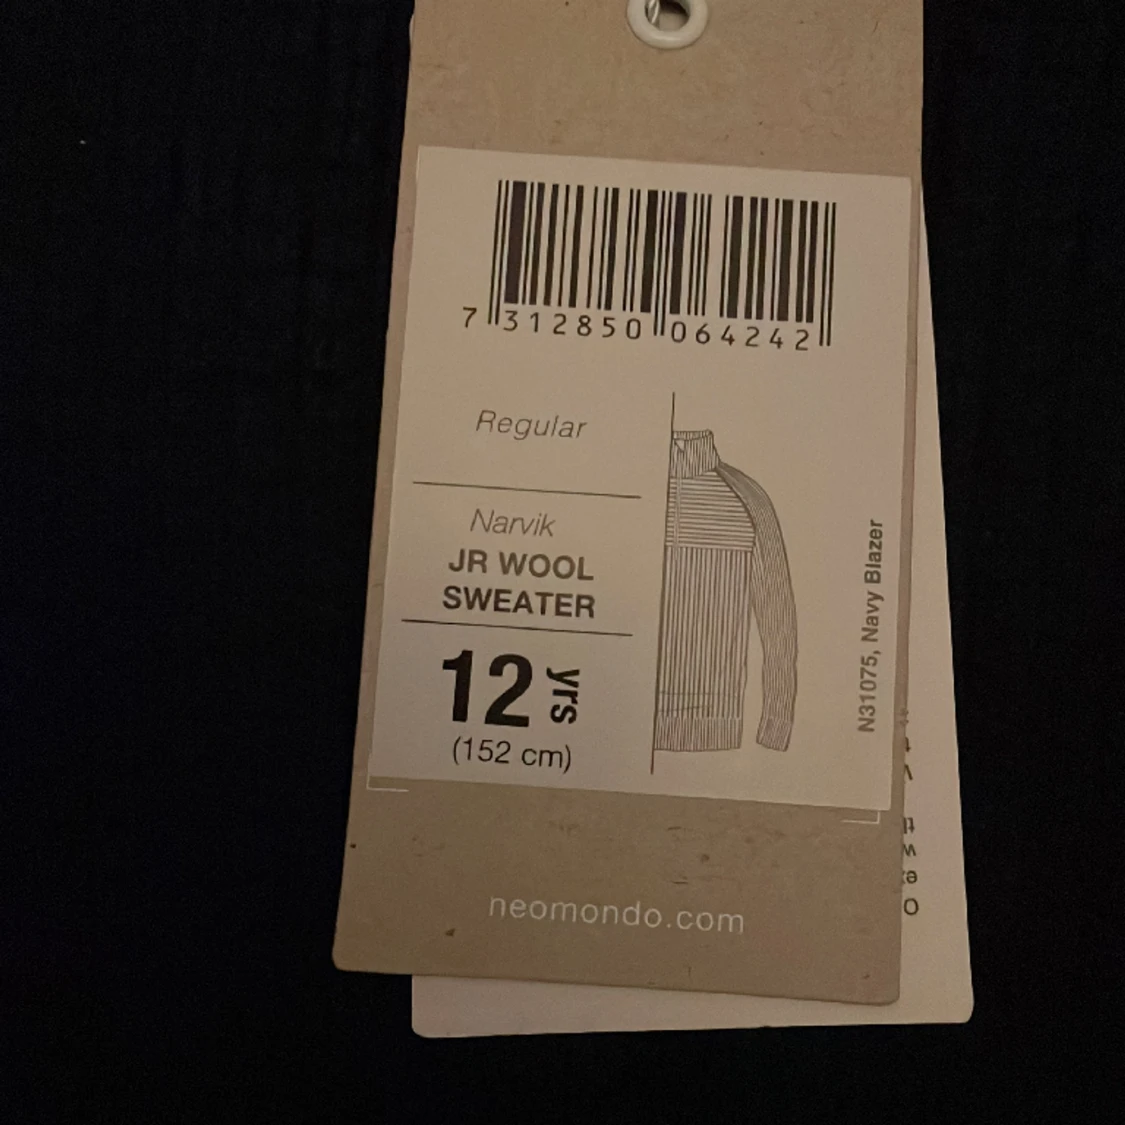 7 312850 064242
Regular
Narvik
JR WOOL
SWEATER
12 yrs
(152 cm)
N31075, Navy Blazer
neomondo.com